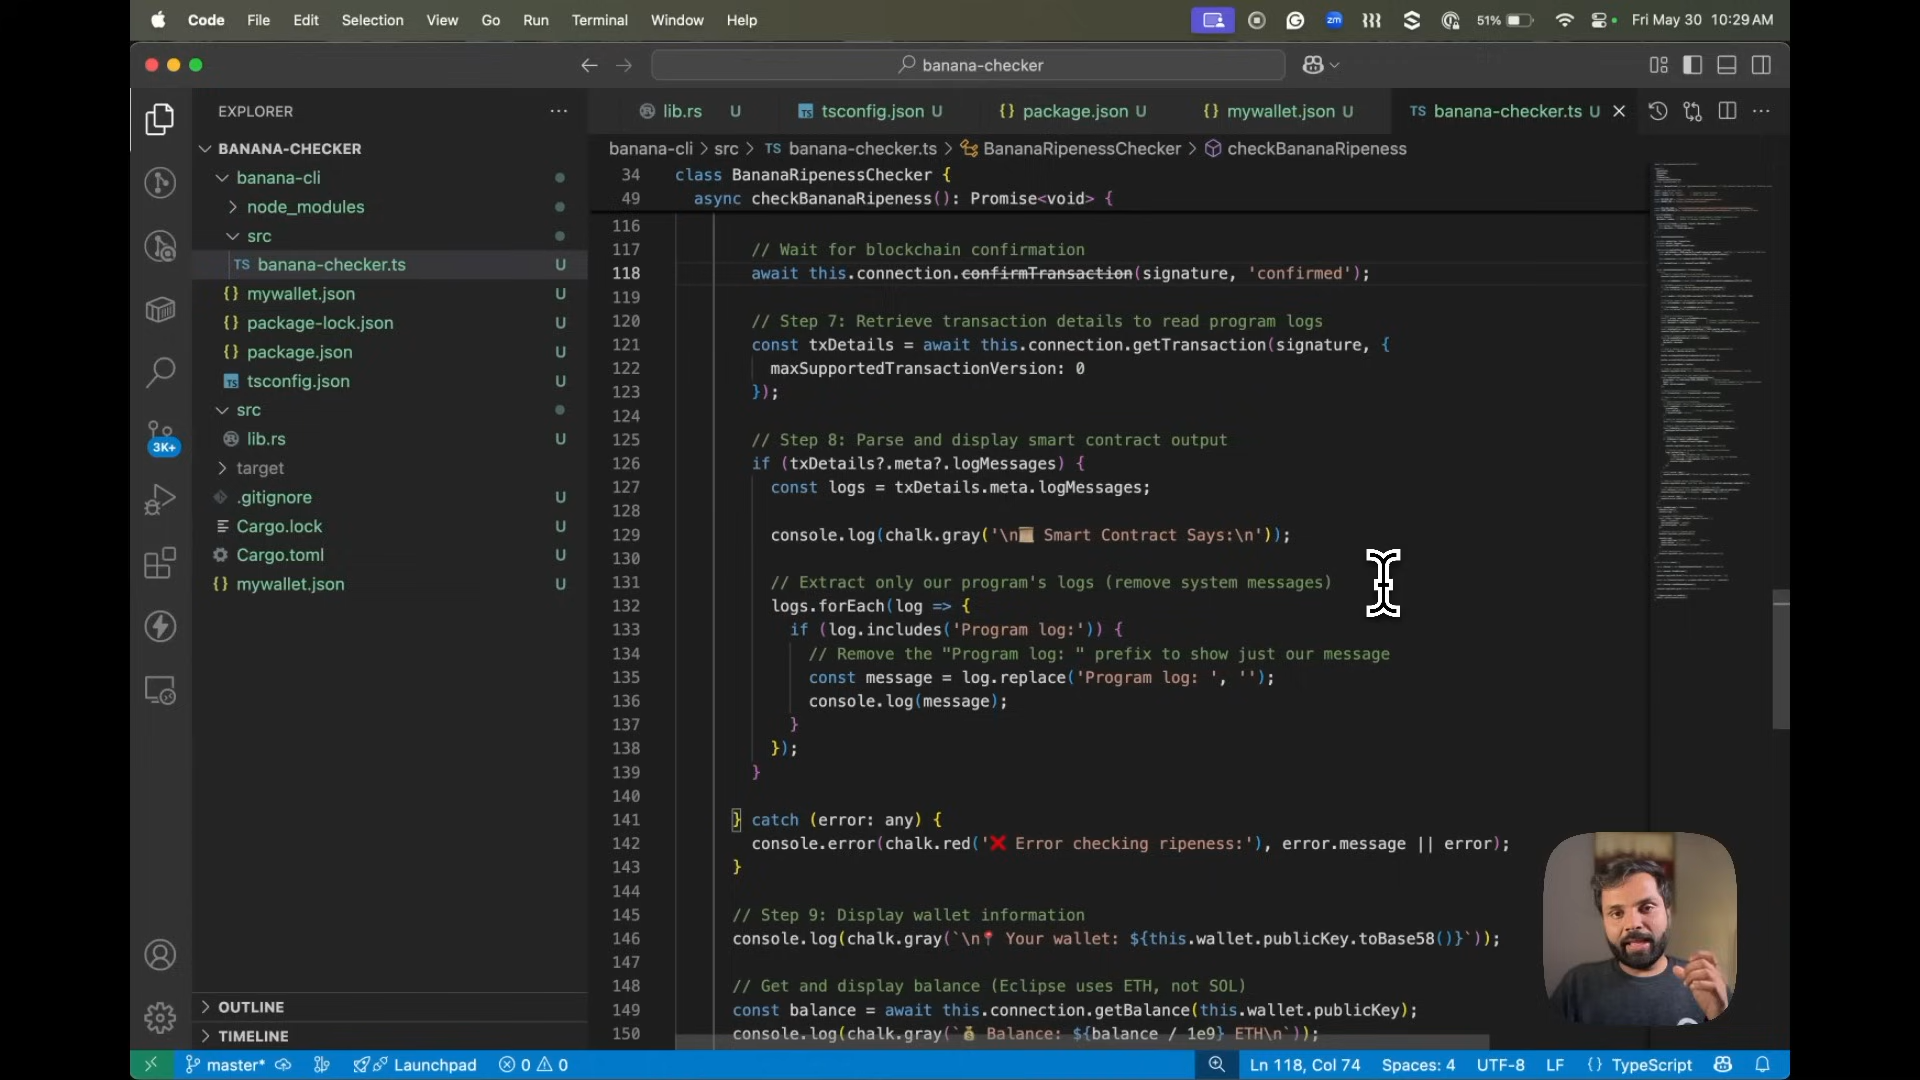 Code File Edit Selection View Go Run Terminal Window Help
zm 51% Fri May 30 10:29 AM
banana-checker
EXPLORER
lib.rs U
TS tsconfig.json U
{} package.json U
{} mywallet.json U
TS banana-checker.ts U
banana-cli > src > TS banana-checker.ts > BananaRipenessChecker > checkBananaRipeness
BANANA-CHECKER
banana-cli
node_modules
src
TS banana-checker.ts U
{} mywallet.json U
{} package-lock.json U
{} package.json U
TS tsconfig.json U
src
lib.rs U
target
.gitignore U
Cargo.lock U
Cargo.toml U
{} mywallet.json U
3K+
OUTLINE
TIMELINE
34 class BananaRipenessChecker {
49 async checkBananaRipeness(): Promise<void> {
116
117 // Wait for blockchain confirmation
118 await this.connection.confirmTransaction(signature, 'confirmed');
119
120 // Step 7: Retrieve transaction details to read program logs
121 const txDetails = await this.connection.getTransaction(signature, {
122 maxSupportedTransactionVersion: 0
123 });
124
125 // Step 8: Parse and display smart contract output
126 if (txDetails?.meta?.logMessages) {
127 const logs = txDetails.meta.logMessages;
128
129 console.log(chalk.gray('\n📜 Smart Contract Says:\n'));
130
131 // Extract only our program's logs (remove system messages)
132 logs.forEach(log => {
133 if (log.includes('Program log:')) {
134 // Remove the "Program log: " prefix to show just our message
135 const message = log.replace('Program log: ', '');
136 console.log(message);
137 }
138 });
139 }
140
141 } catch (error: any) {
142 console.error(chalk.red('❌ Error checking ripeness:'), error.message || error);
143 }
144
145 // Step 9: Display wallet information
146 console.log(chalk.gray(`\n📍 Your wallet: ${this.wallet.publicKey.toBase58()}`));
147
148 // Get and display balance (Eclipse uses ETH, not SOL)
149 const balance = await this.connection.getBalance(this.wallet.publicKey);
150 console.log(chalk.gray(`💰 Balance: ${balance / 1e9} ETH\n`));
master* Launchpad 0 0
Ln 118, Col 74 Spaces: 4 UTF-8 LF {} TypeScript